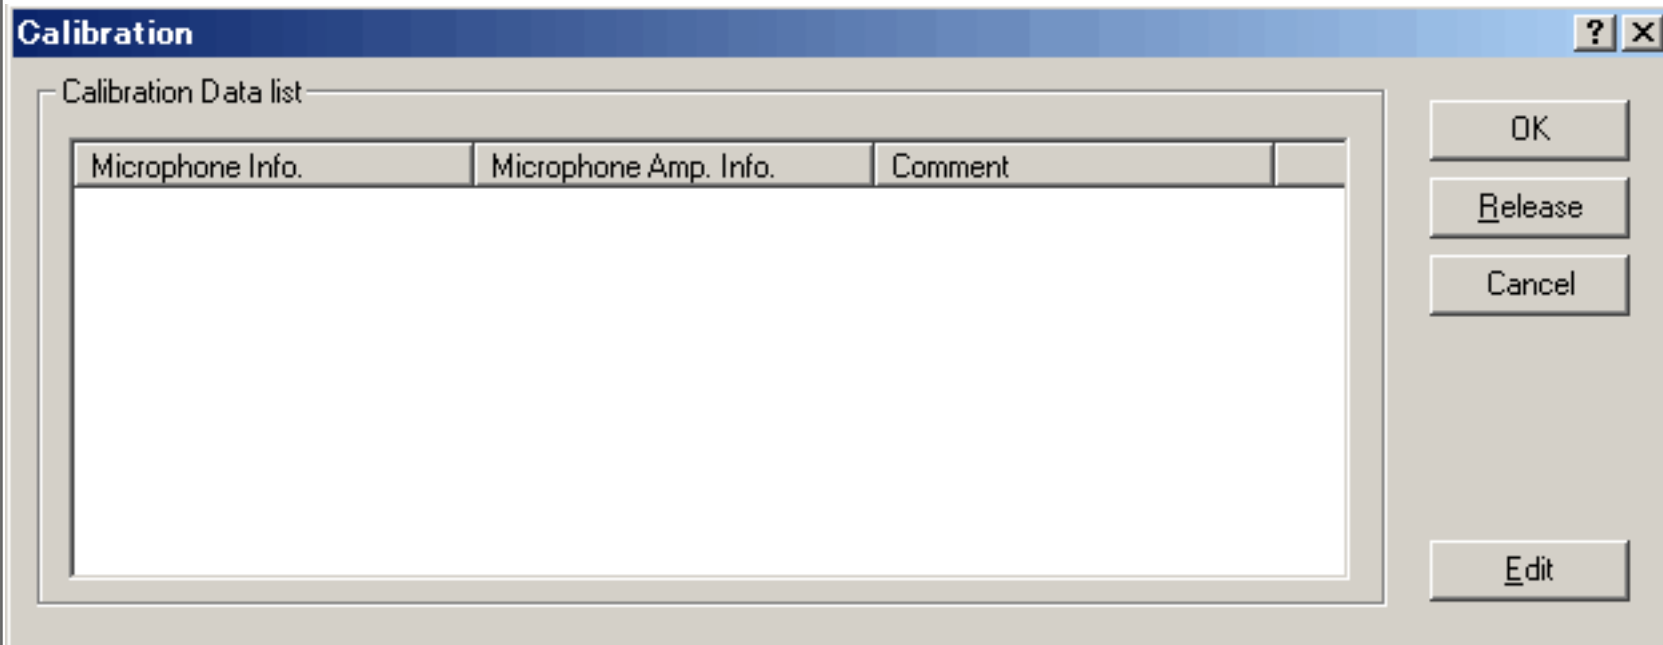 Calibration
Calibration Data list
Microphone Info. Microphone Amp. Info. Comment
OK
Release
Cancel
Edit